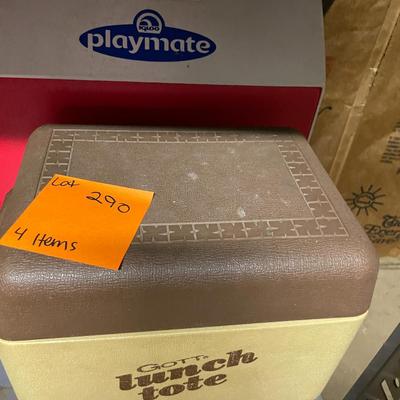 IGLOO
playmate
Lot 290
4 Items
GOTT
lunch
tote